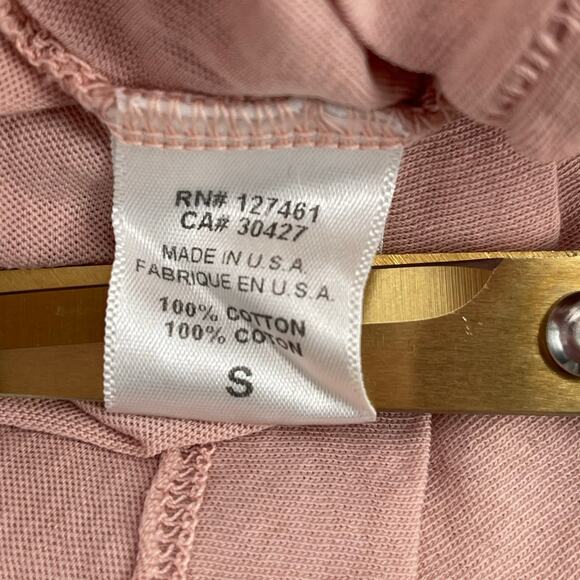 RN# 127461
CA# 30427
MADE IN U.S.A.
FABRIQUE EN U.S.A.
100% COTTON
100% COTON
S